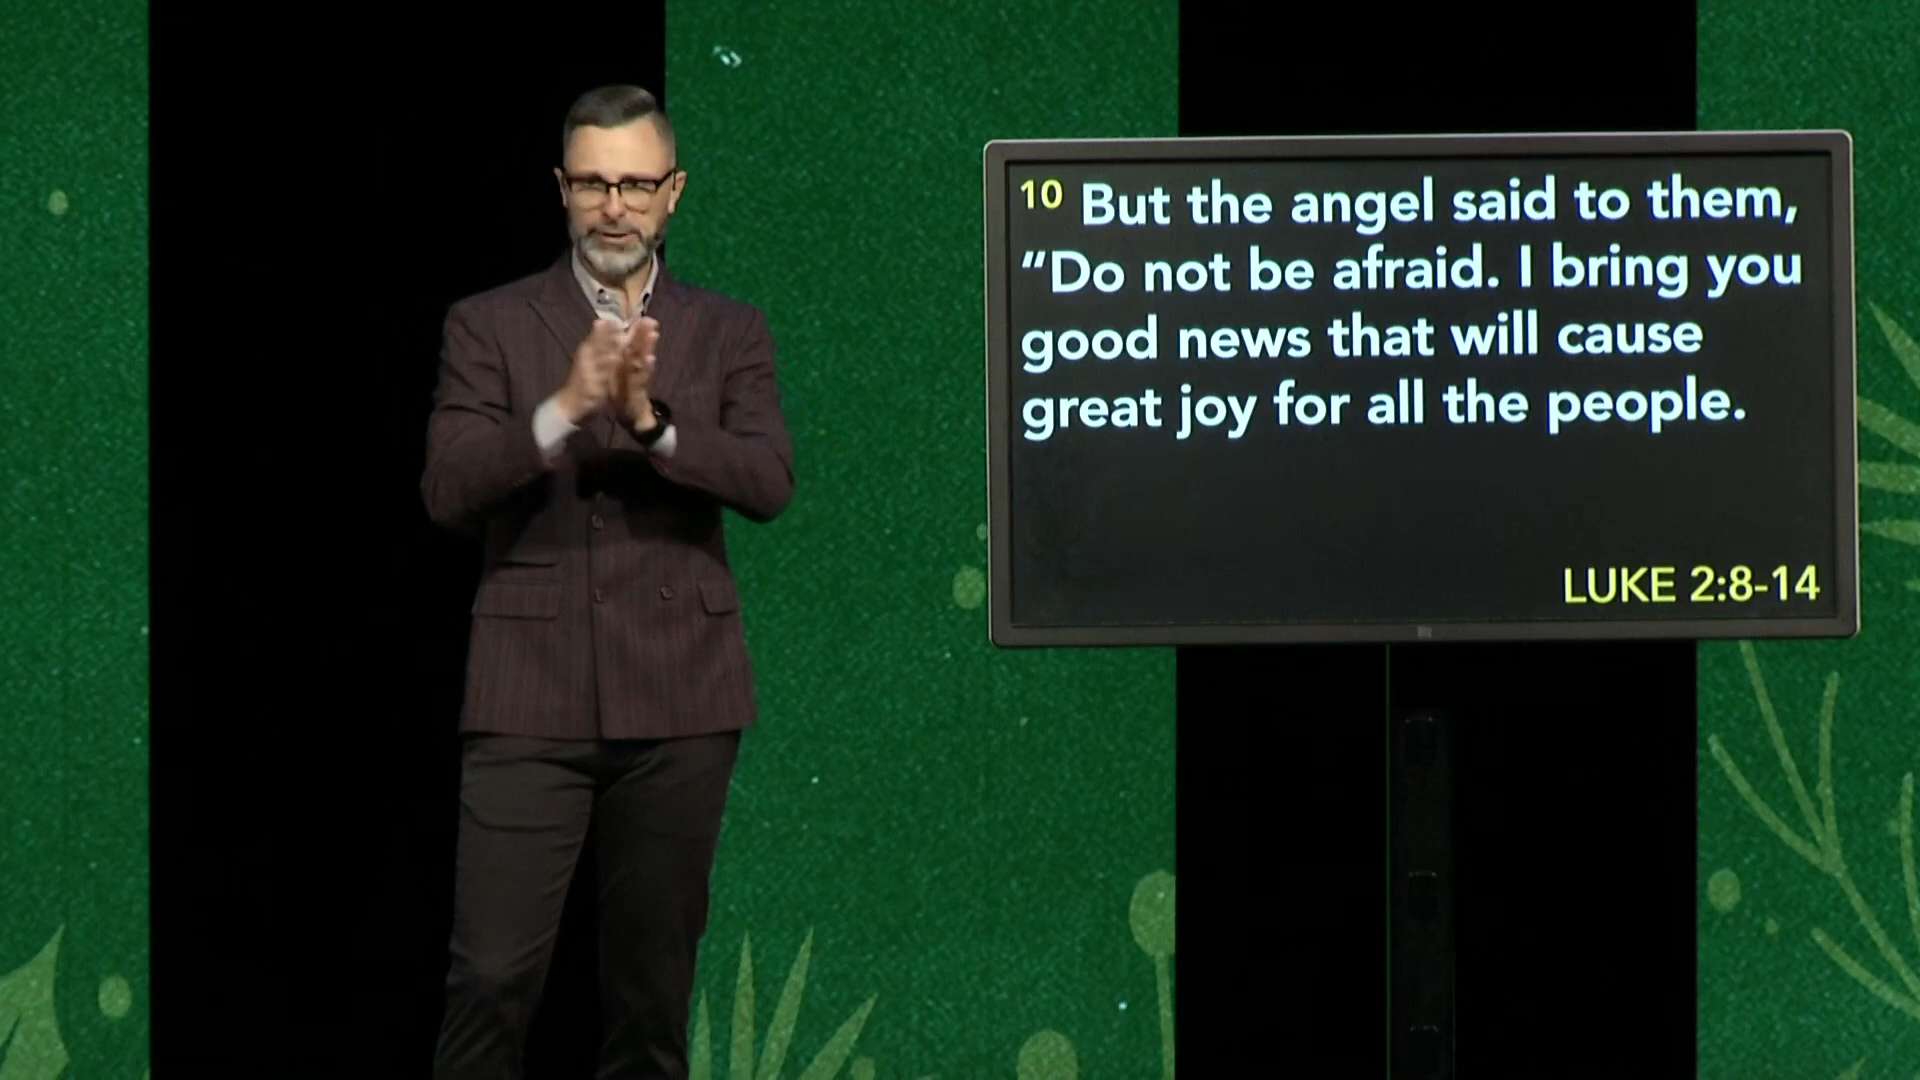 10 But the angel said to them,
“Do not be afraid. I bring you
good news that will cause
great joy for all the people.
LUKE 2:8-14